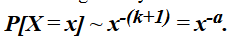 P[X = x] ~ x^-(k+1) = x^-a.